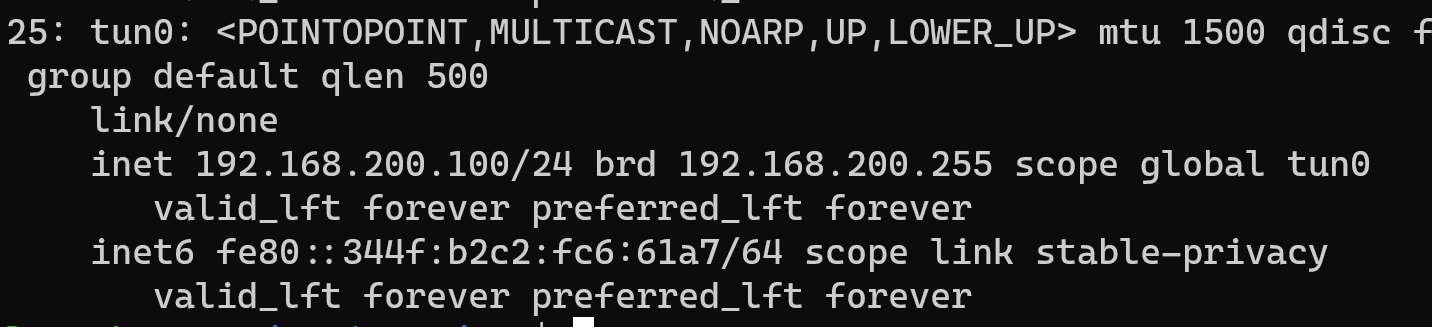 25: tun0: <POINTOPOINT,MULTICAST,NOARP,UP,LOWER_UP> mtu 1500 qdisc f
group default qlen 500
link/none
inet 192.168.200.100/24 brd 192.168.200.255 scope global tun0
valid_lft forever preferred_lft forever
inet6 fe80::344f:b2c2:fc6:61a7/64 scope link stable-privacy
valid_lft forever preferred_lft forever